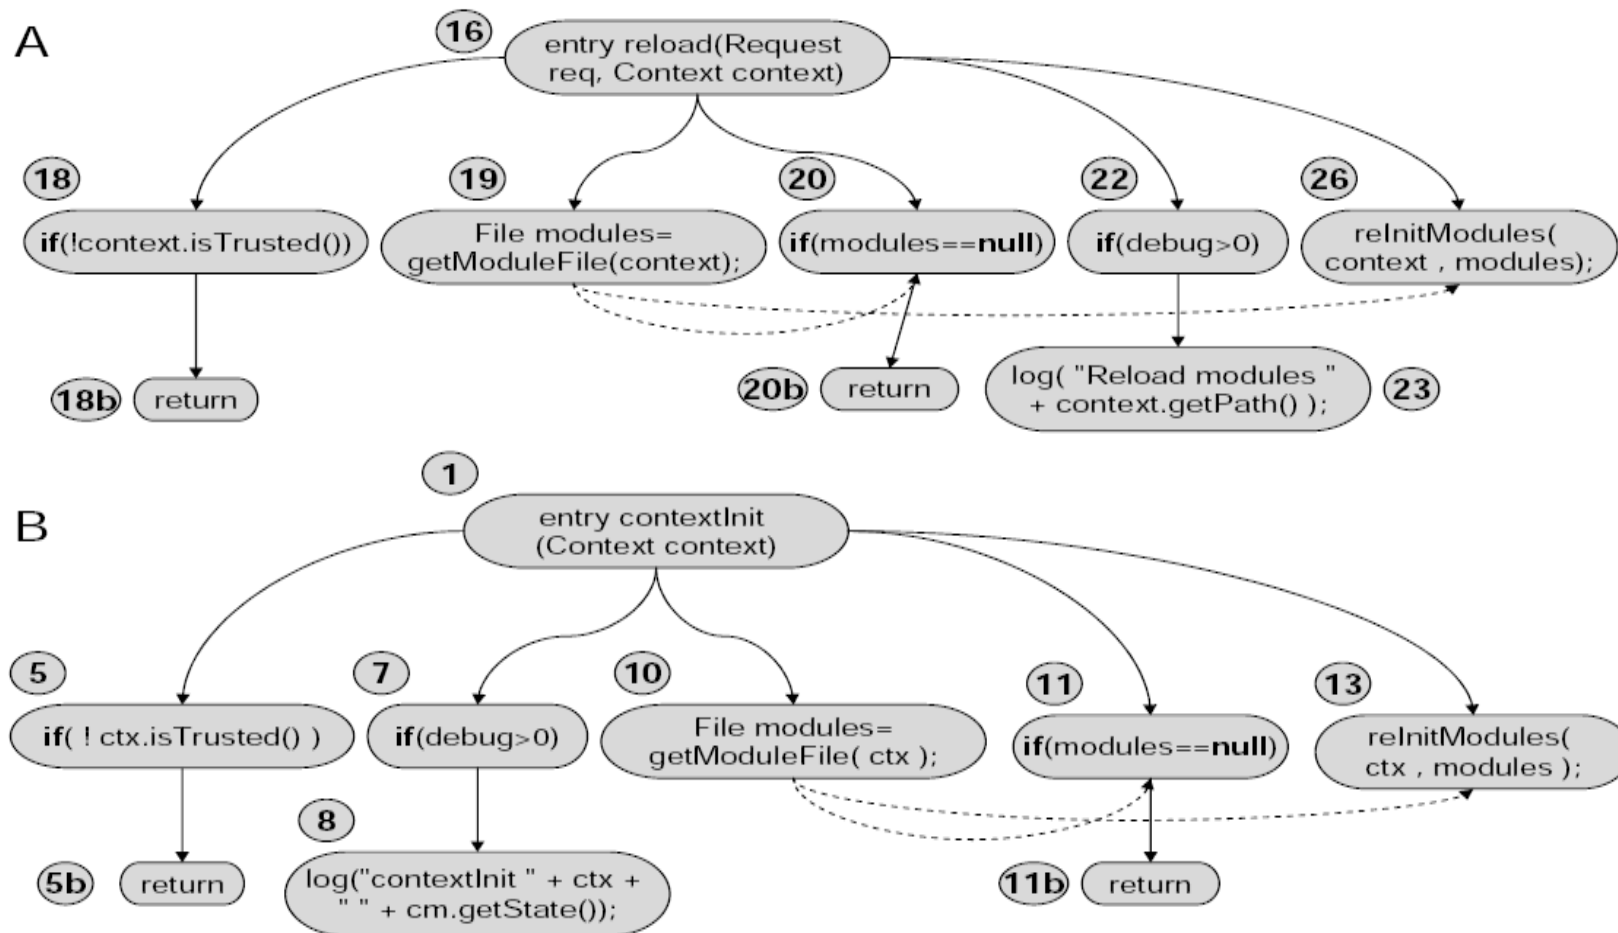 A
16
entry reload(Request
req, Context context)
18
19
20
22
26
if(!context.isTrusted())
File modules=
getModuleFile(context);
if(modules==null)
if(debug>0)
reInitModules(
context , modules);
18b
return
20b
return
log( "Reload modules "
+ context.getPath() );
23
1
B
entry contextInit
(Context context)
5
7
10
11
13
if( ! ctx.isTrusted() )
if(debug>0)
File modules=
getModuleFile( ctx );
if(modules==null)
reInitModules(
ctx , modules );
8
5b
return
log("contextInit " + ctx +
" " + cm.getState());
11b
return